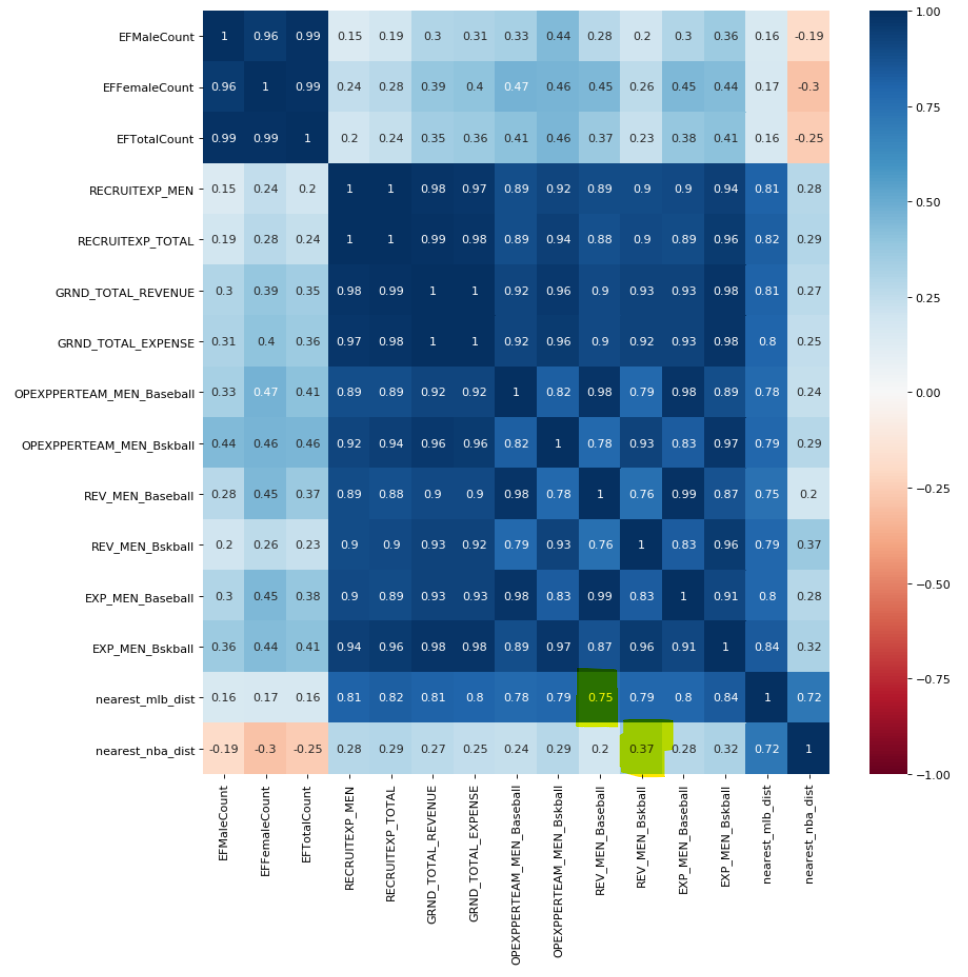 EFMaleCount 1 0.96 0.99 0.15 0.19 0.3 0.31 0.33 0.44 0.28 0.2 0.3 0.36 0.16 -0.19
EFFemaleCount 0.96 1 0.99 0.24 0.28 0.39 0.4 0.47 0.46 0.45 0.26 0.45 0.44 0.17 -0.3
EFTotalCount 0.99 0.99 1 0.2 0.24 0.35 0.36 0.41 0.46 0.37 0.23 0.38 0.41 0.16 -0.25
RECRUITEXP_MEN 0.15 0.24 0.2 1 1 0.98 0.97 0.89 0.92 0.89 0.9 0.9 0.94 0.81 0.28
RECRUITEXP_TOTAL 0.19 0.28 0.24 1 1 0.99 0.98 0.89 0.94 0.88 0.9 0.89 0.96 0.82 0.29
GRND_TOTAL_REVENUE 0.3 0.39 0.35 0.98 0.99 1 1 0.92 0.96 0.9 0.93 0.93 0.98 0.81 0.27
GRND_TOTAL_EXPENSE 0.31 0.4 0.36 0.97 0.98 1 1 0.92 0.96 0.9 0.92 0.93 0.98 0.8 0.25
OPEXPPERTEAM_MEN_Baseball 0.33 0.47 0.41 0.89 0.89 0.92 0.92 1 0.82 0.98 0.79 0.98 0.89 0.78 0.24
OPEXPPERTEAM_MEN_Bskball 0.44 0.46 0.46 0.92 0.94 0.96 0.96 0.82 1 0.78 0.93 0.83 0.97 0.79 0.29
REV_MEN_Baseball 0.28 0.45 0.37 0.89 0.88 0.9 0.9 0.98 0.78 1 0.76 0.99 0.87 0.75 0.2
REV_MEN_Bskball 0.2 0.26 0.23 0.9 0.9 0.93 0.92 0.79 0.93 0.76 1 0.83 0.96 0.79 0.37
EXP_MEN_Baseball 0.3 0.45 0.38 0.9 0.89 0.93 0.93 0.98 0.83 0.99 0.83 1 0.91 0.8 0.28
EXP_MEN_Bskball 0.36 0.44 0.41 0.94 0.96 0.98 0.98 0.89 0.97 0.87 0.96 0.91 1 0.84 0.32
nearest_mlb_dist 0.16 0.17 0.16 0.81 0.82 0.81 0.8 0.78 0.79 0.75 0.79 0.8 0.84 1 0.72
nearest_nba_dist -0.19 -0.3 -0.25 0.28 0.29 0.27 0.25 0.24 0.29 0.2 0.37 0.28 0.32 0.72 1
EFMaleCount
EFFemaleCount
EFTotalCount
RECRUITEXP_MEN
RECRUITEXP_TOTAL
GRND_TOTAL_REVENUE
GRND_TOTAL_EXPENSE
OPEXPPERTEAM_MEN_Baseball
OPEXPPERTEAM_MEN_Bskball
REV_MEN_Baseball
REV_MEN_Bskball
EXP_MEN_Baseball
EXP_MEN_Bskball
nearest_mlb_dist
nearest_nba_dist
1.00
0.75
0.50
0.25
0.00
−0.25
−0.50
−0.75
−1.00